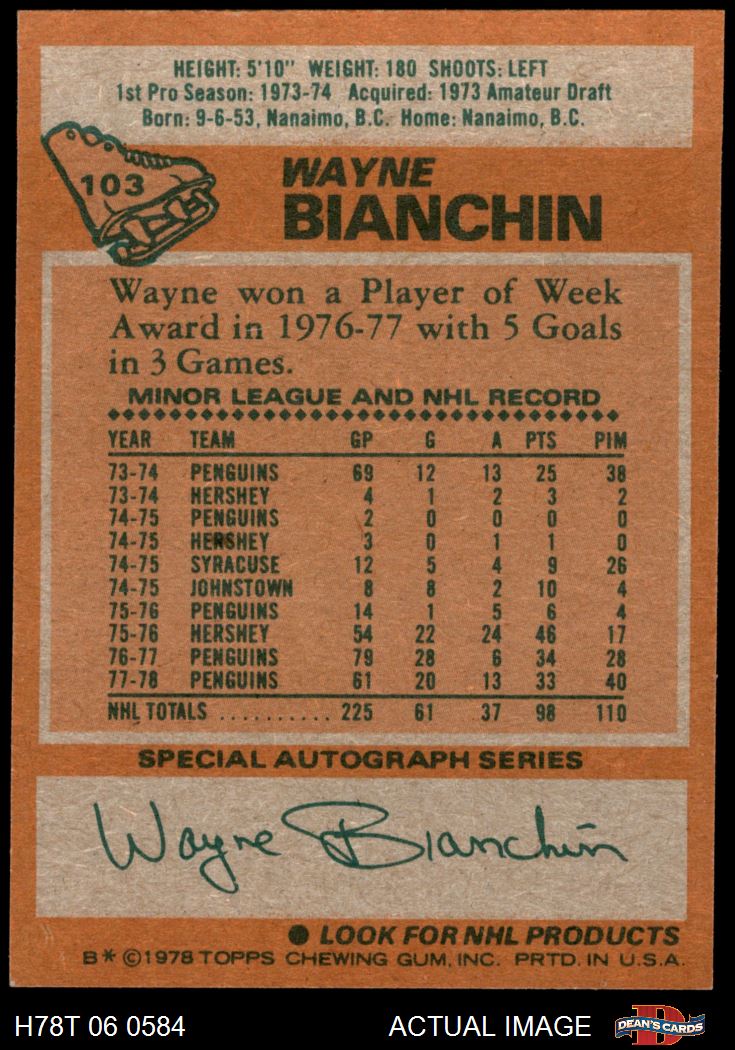 HEIGHT: 5'10" WEIGHT: 180 SHOOTS: LEFT
1st Pro Season: 1973-74 Acquired: 1973 Amateur Draft
Born: 9-6-53, Nanaimo, B.C. Home: Nanaimo, B.C.
103
WAYNE
BIANCHIN
Wayne won a Player of Week
Award in 1976-77 with 5 Goals
in 3 Games.
MINOR LEAGUE AND NHL RECORD
YEAR TEAM GP G A PTS PIM
73-74 PENGUINS 69 12 13 25 38
73-74 HERSHEY 4 1 2 3 2
74-75 PENGUINS 2 0 0 0 0
74-75 HERSHEY 3 0 1 1 0
74-75 SYRACUSE 12 5 4 9 26
74-75 JOHNSTOWN 8 8 2 10 4
75-76 PENGUINS 14 1 5 6 4
75-76 HERSHEY 54 22 24 46 17
76-77 PENGUINS 79 28 6 34 28
77-78 PENGUINS 61 20 13 33 40
NHL TOTALS .......... 225 61 37 98 110
SPECIAL AUTOGRAPH SERIES
Wayne Bianchin
● LOOK FOR NHL PRODUCTS
B* ©1978 TOPPS CHEWING GUM, INC. PRTD. IN U.S.A.
H78T 06 0584 ACTUAL IMAGE
D
DEAN'S CARDS